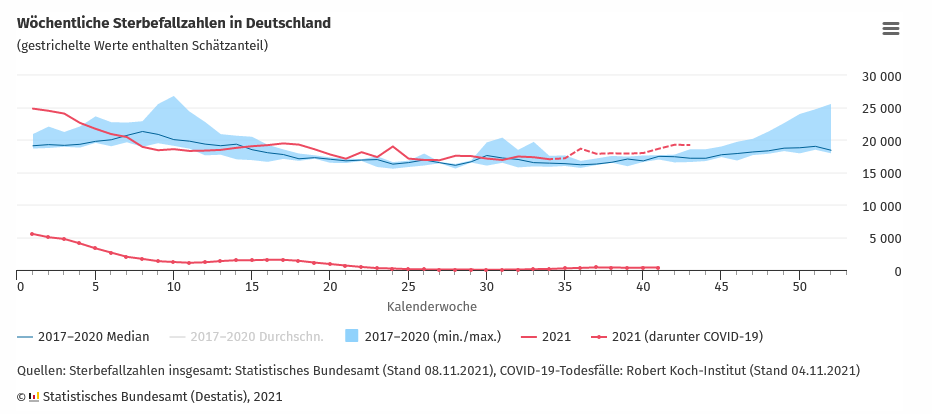 Wöchentliche Sterbefallzahlen in Deutschland
(gestrichelte Werte enthalten Schätzanteil)
30 000
25 000
20 000
15 000
10 000
5 000
0
0 5 10 15 20 25 30 35 40 45 50
Kalenderwoche
2017–2020 Median 2017–2020 Durchschn. 2017–2020 (min./max.) 2021 2021 (darunter COVID-19)
Quellen: Sterbefallzahlen insgesamt: Statistisches Bundesamt (Stand 08.11.2021), COVID-19-Todesfälle: Robert Koch-Institut (Stand 04.11.2021)
© Statistisches Bundesamt (Destatis), 2021